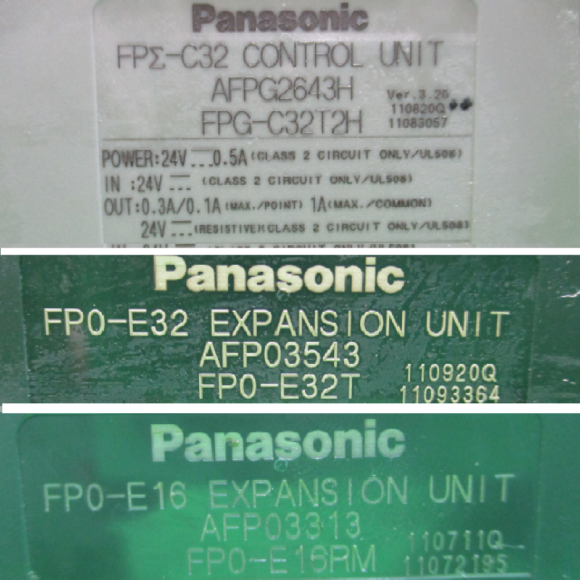 Panasonic
FPΣ-C32 CONTROL UNIT
AFPG2643H Ver.3.20
FPG-C32T2H 110820Q
11083057
POWER:24V ⎓ 0.5A (CLASS 2 CIRCUIT ONLY/UL508)
IN :24V ⎓ (CLASS 2 CIRCUIT ONLY/UL508)
OUT:0.3A/0.1A (MAX./POINT) 1A (MAX./COMMON)
24V ⎓ (RESISTIVE)(CLASS 2 CIRCUIT ONLY/UL508)
Panasonic
FP0-E32 EXPANSION UNIT
AFP03543 110920Q
FP0-E32T 11093364
Panasonic
FP0-E16 EXPANSION UNIT
AFP03313 110711Q
FP0-E16RM 11072195